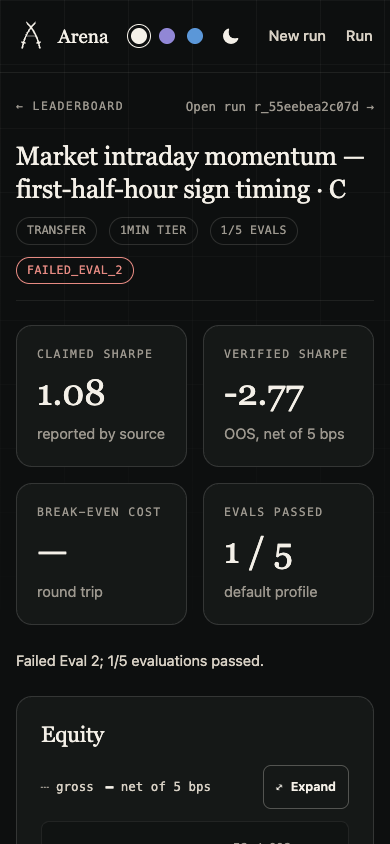 Arena New run Run
← LEADERBOARD Open run r_55eebea2c07d →
Market intraday momentum —
first-half-hour sign timing · C
TRANSFER 1MIN TIER 1/5 EVALS
FAILED_EVAL_2
CLAIMED SHARPE
1.08
reported by source
VERIFIED SHARPE
-2.77
OOS, net of 5 bps
BREAK-EVEN COST
—
round trip
EVALS PASSED
1 / 5
default profile
Failed Eval 2; 1/5 evaluations passed.
Equity
┄ gross — net of 5 bps Expand